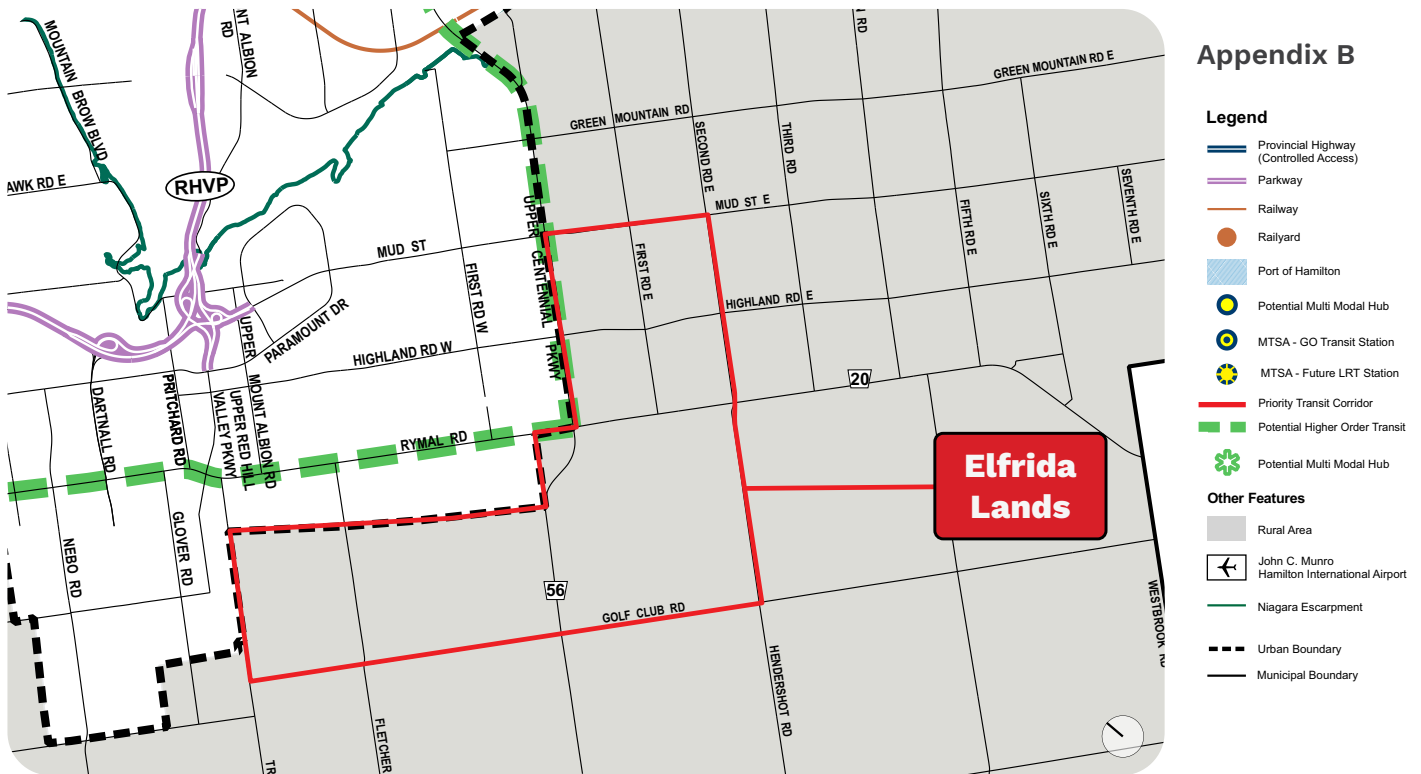 Appendix B
Legend
Provincial Highway
(Controlled Access)
Parkway
Railway
Railyard
Port of Hamilton
Potential Multi Modal Hub
MTSA - GO Transit Station
MTSA - Future LRT Station
Priority Transit Corridor
Potential Higher Order Transit
Potential Multi Modal Hub
Other Features
Rural Area
John C. Munro
Hamilton International Airport
Niagara Escarpment
Urban Boundary
Municipal Boundary
MOUNTAIN BROW BLVD
NT ALBION
RD
N RD
GREEN MOUNTAIN RD E
GREEN MOUNTAIN RD
SECOND RD E
THIRD RD
AWK RD E
RHVP
MUD ST E
FIFTH RD E
SIXTH RD E
SEVENTH RD E
UPPER CENTENNIAL PKWY
MUD ST
FIRST RD W
FIRST RD E
HIGHLAND RD E
PARAMOUNT DR
HIGHLAND RD W
UPPER MOUNT ALBION RD
20
DARTNALL RD
PRITCHARD RD
UPPER RED HILL
VALLEY PKWY
RYMAL RD
Elfrida
Lands
NEBO RD
GLOVER RD
56
GOLF CLUB RD
WESTBROOK RD
HENDERSHOT RD
FLETCHER
TR